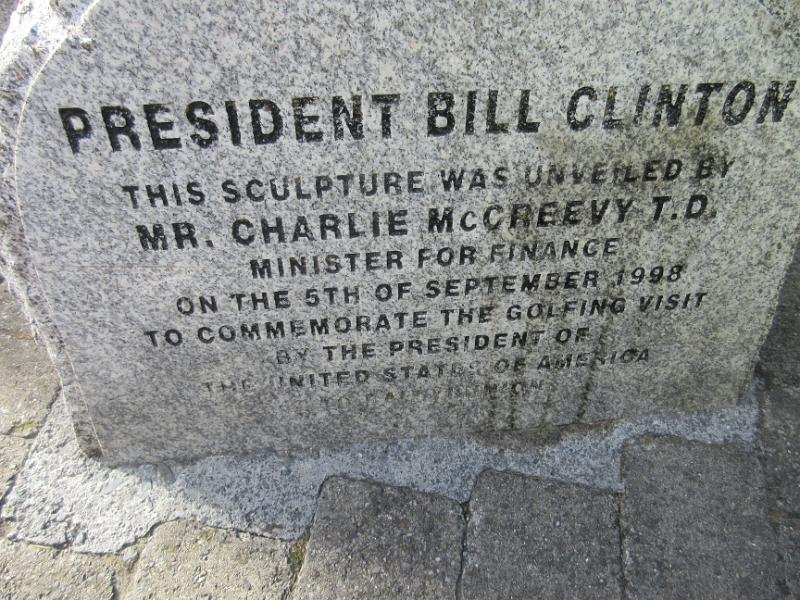 PRESIDENT BILL CLINTON
THIS SCULPTURE WAS UNVEILED BY
MR. CHARLIE McCREEVY T.D.
MINISTER FOR FINANCE
ON THE 5TH OF SEPTEMBER 1998
TO COMMEMORATE THE GOLFING VISIT
BY THE PRESIDENT OF
THE UNITED STATES OF AMERICA